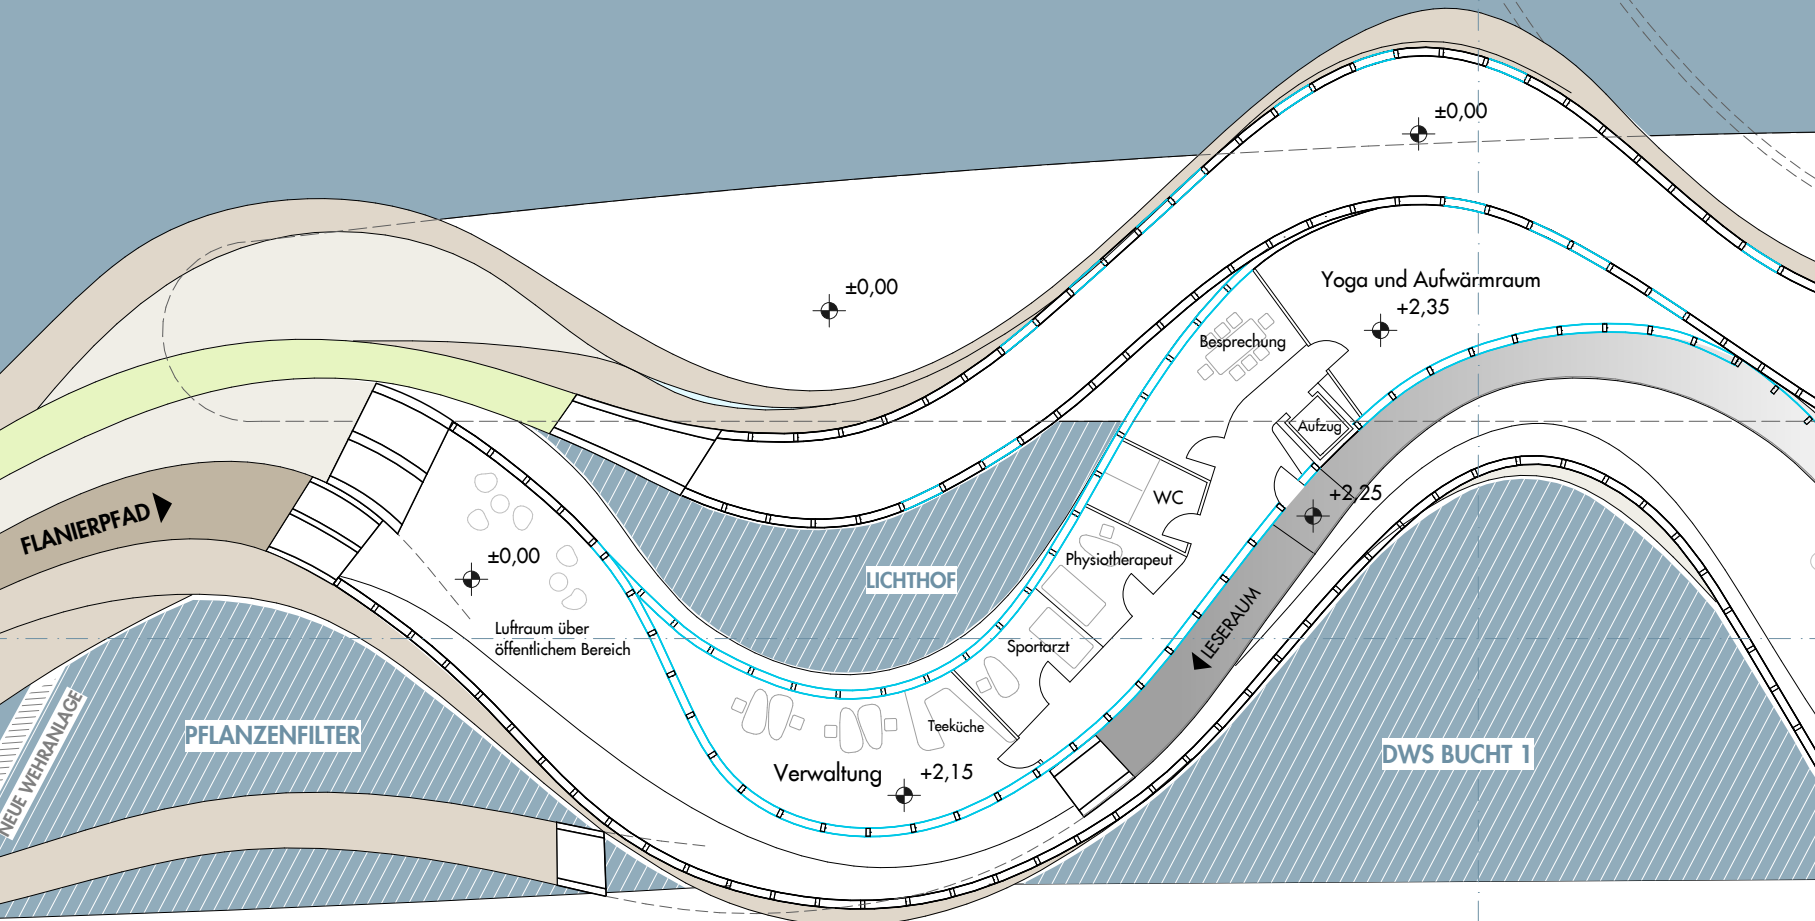 ±0,00
±0,00
Yoga und Aufwärmraum
+2,35
Besprechung
Aufzug
WC
+2,25
FLANIERPFAD
±0,00
LICHTHOF
Physiotherapeut
Luftraum über
öffentlichem Bereich
LESERAUM
Sportarzt
Teeküche
NEUE WEHRANLAGE
PFLANZENFILTER
Verwaltung
+2,15
DWS BUCHT 1